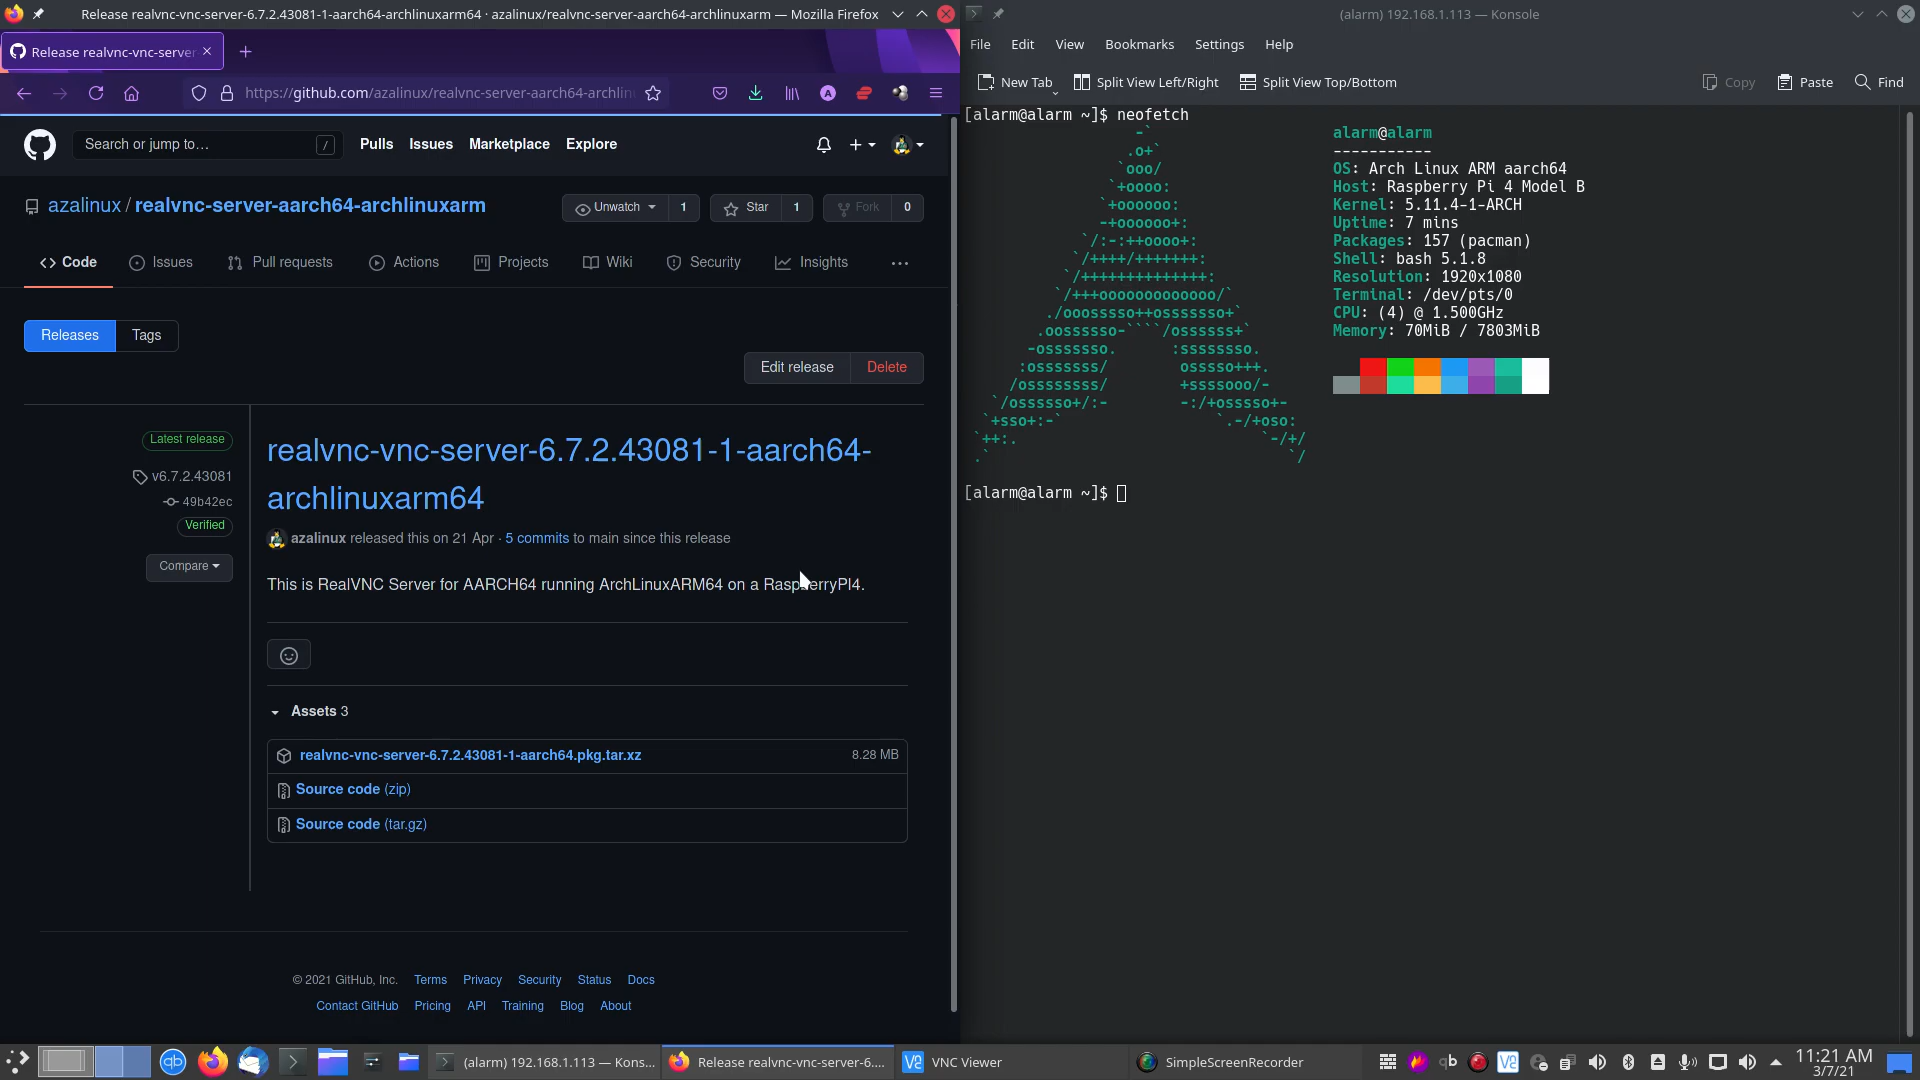 Release realvnc-vnc-server-6.7.2.43081-1-aarch64-archlinuxarm64 · azalinux/realvnc-server-aarch64-archlinuxarm — Mozilla Firefox
Release realvnc-vnc-server-
https://github.com/azalinux/realvnc-server-aarch64-archlin
Search or jump to…
/
Pulls
Issues
Marketplace
Explore
azalinux / realvnc-server-aarch64-archlinuxarm
Unwatch
1
Star
1
Fork
0
Code
Issues
Pull requests
Actions
Projects
Wiki
Security
Insights
Releases
Tags
Edit release
Delete
Latest release
v6.7.2.43081
49b42ec
Verified
Compare
realvnc-vnc-server-6.7.2.43081-1-aarch64-
archlinuxarm64
azalinux released this on 21 Apr · 5 commits to main since this release
This is RealVNC Server for AARCH64 running ArchLinuxARM64 on a RaspberryPI4.
Assets 3
realvnc-vnc-server-6.7.2.43081-1-aarch64.pkg.tar.xz
8.28 MB
Source code (zip)
Source code (tar.gz)
© 2021 GitHub, Inc.
Terms
Privacy
Security
Status
Docs
Contact GitHub
Pricing
API
Training
Blog
About
(alarm) 192.168.1.113 — Konsole
File
Edit
View
Bookmarks
Settings
Help
New Tab
Split View Left/Right
Split View Top/Bottom
Copy
Paste
Find
[alarm@alarm ~]$ neofetch
alarm@alarm
-----------
OS: Arch Linux ARM aarch64
Host: Raspberry Pi 4 Model B
Kernel: 5.11.4-1-ARCH
Uptime: 7 mins
Packages: 157 (pacman)
Shell: bash 5.1.8
Resolution: 1920x1080
Terminal: /dev/pts/0
CPU: (4) @ 1.500GHz
Memory: 70MiB / 7803MiB
[alarm@alarm ~]$
(alarm) 192.168.1.113 — Kons...
Release realvnc-vnc-server-6....
VNC Viewer
SimpleScreenRecorder
11:21 AM
3/7/21